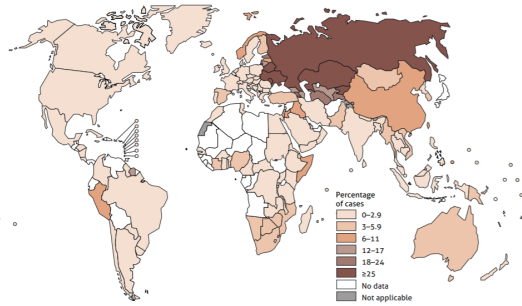 Percentage
of cases
0–2.9
3–5.9
6–11
12–17
18–24
≥25
No data
Not applicable